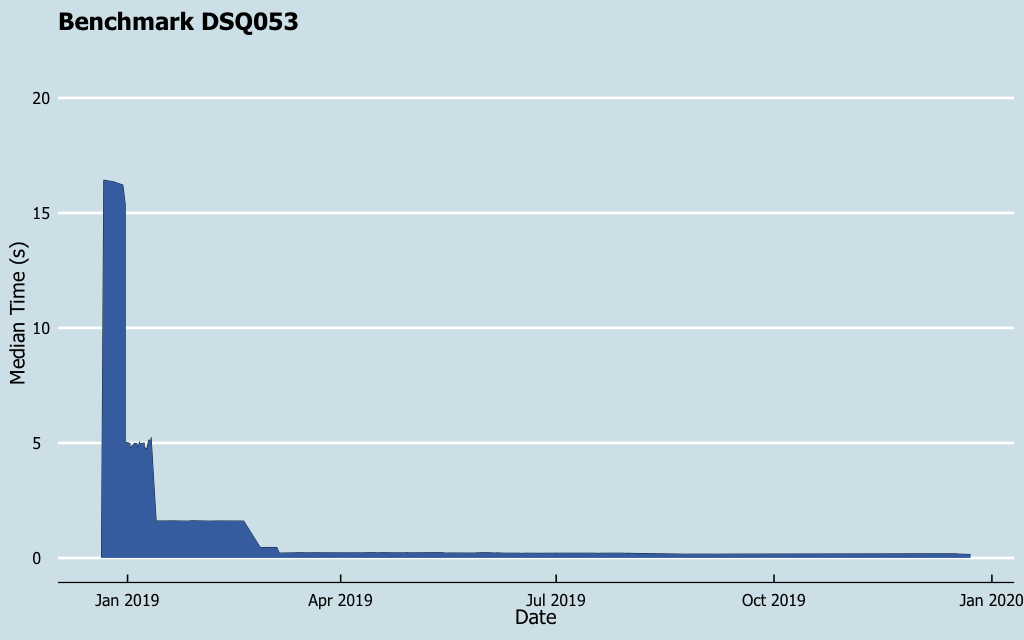 Benchmark DSQ053
20
15
10
5
0
Median Time (s)
Jan 2019
Apr 2019
Jul 2019
Oct 2019
Jan 2020
Date